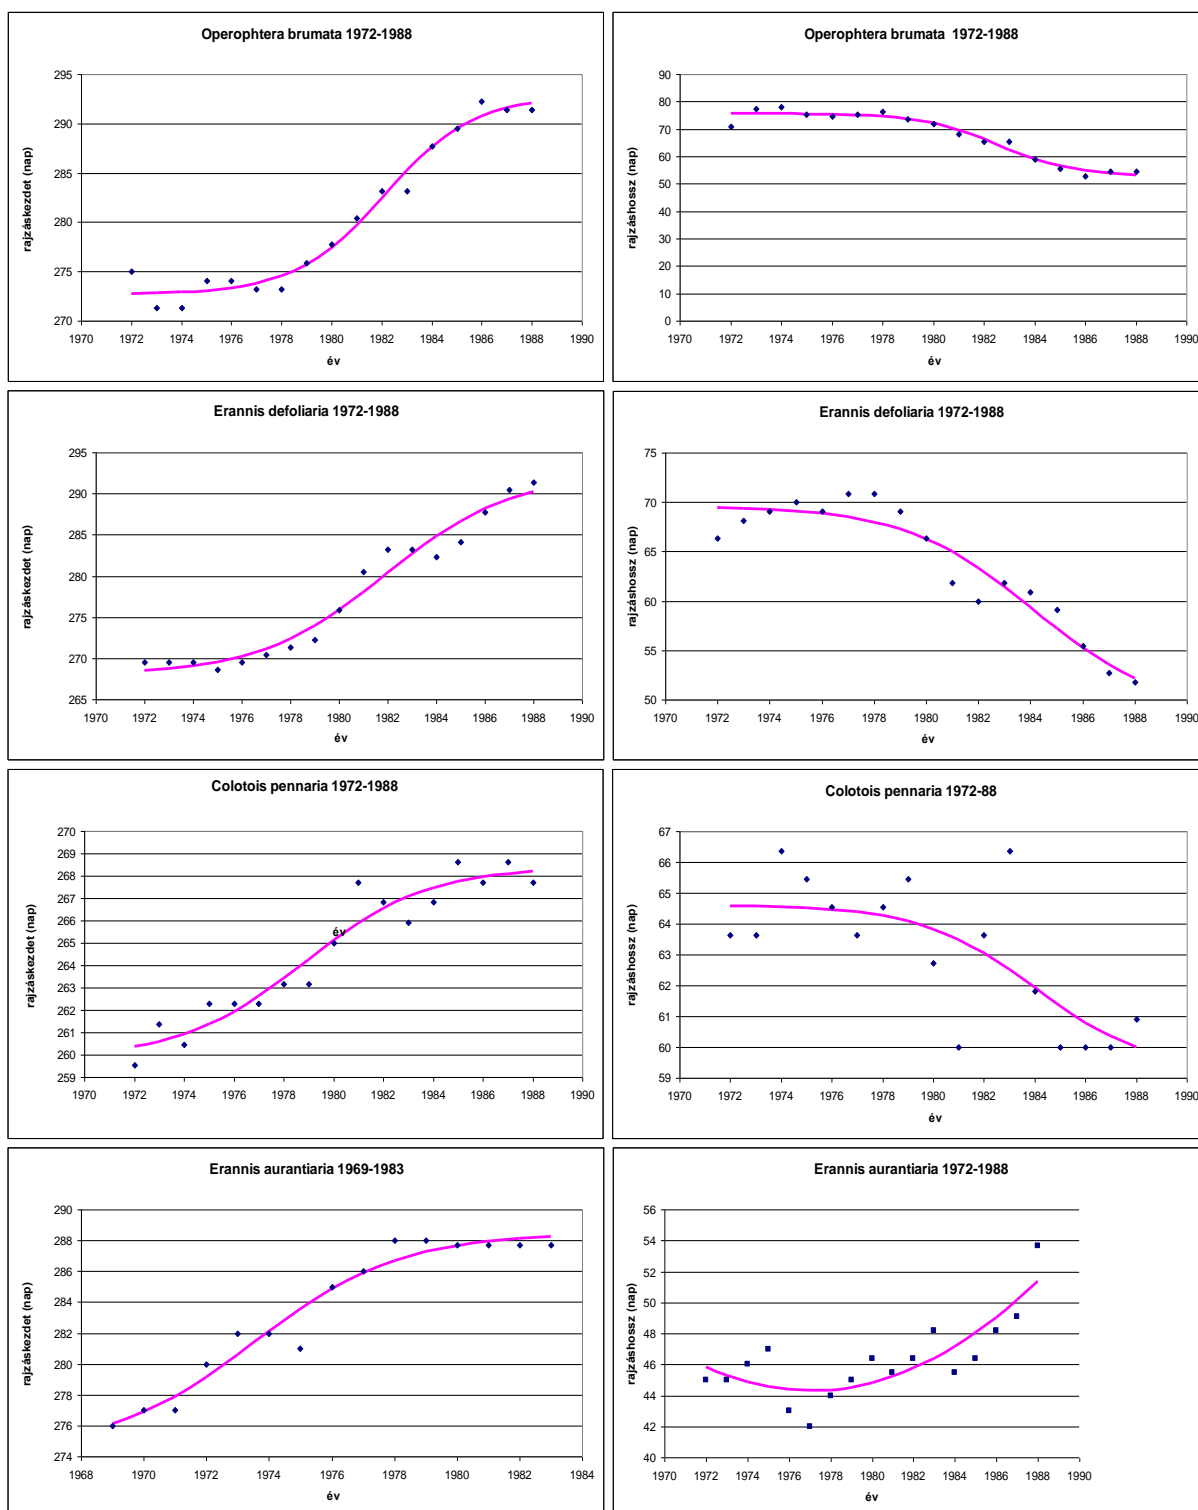 Operophtera brumata 1972-1988
295
290
285
280
275
270
rajzáskezdet (nap)
1970 1972 1974 1976 1978 1980 1982 1984 1986 1988 1990
év
Operophtera brumata  1972-1988
90
80
70
60
50
40
30
20
10
0
rajzáshossz (nap)
1970 1972 1974 1976 1978 1980 1982 1984 1986 1988 1990
év
Erannis defoliaria 1972-1988
295
290
285
280
275
270
265
rajzáskezdet (nap)
1970 1972 1974 1976 1978 1980 1982 1984 1986 1988 1990
év
Erannis defoliaria 1972-1988
75
70
65
60
55
50
rajzáshossz (nap)
1970 1972 1974 1976 1978 1980 1982 1984 1986 1988 1990
év
Colotois pennaria 1972-1988
270
269
268
267
266
265
264
263
262
261
260
259
rajzáskezdet (nap)
év
1970 1972 1974 1976 1978 1980 1982 1984 1986 1988 1990
Colotois pennaria 1972-88
67
66
65
64
63
62
61
60
59
rajzáshossz (nap)
1970 1972 1974 1976 1978 1980 1982 1984 1986 1988 1990
év
Erannis aurantiaria 1969-1983
290
288
286
284
282
280
278
276
274
rajzáskezdet (nap)
1968 1970 1972 1974 1976 1978 1980 1982 1984
év
Erannis aurantiaria 1972-1988
56
54
52
50
48
46
44
42
40
rajzáshossz (nap)
1970 1972 1974 1976 1978 1980 1982 1984 1986 1988 1990
év